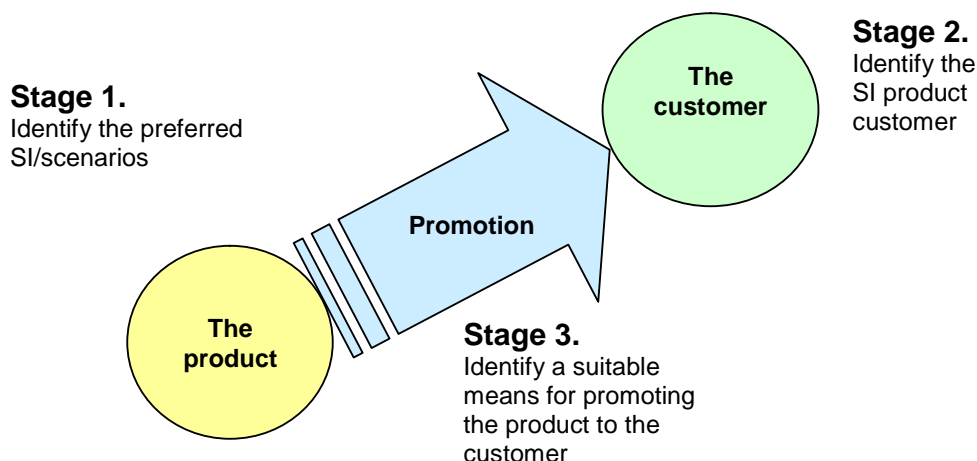 Stage 1.
Identify the preferred
SI/scenarios
The
product
Promotion
The
customer
Stage 2.
Identify the
SI product
customer
Stage 3.
Identify a suitable
means for promoting
the product to the
customer